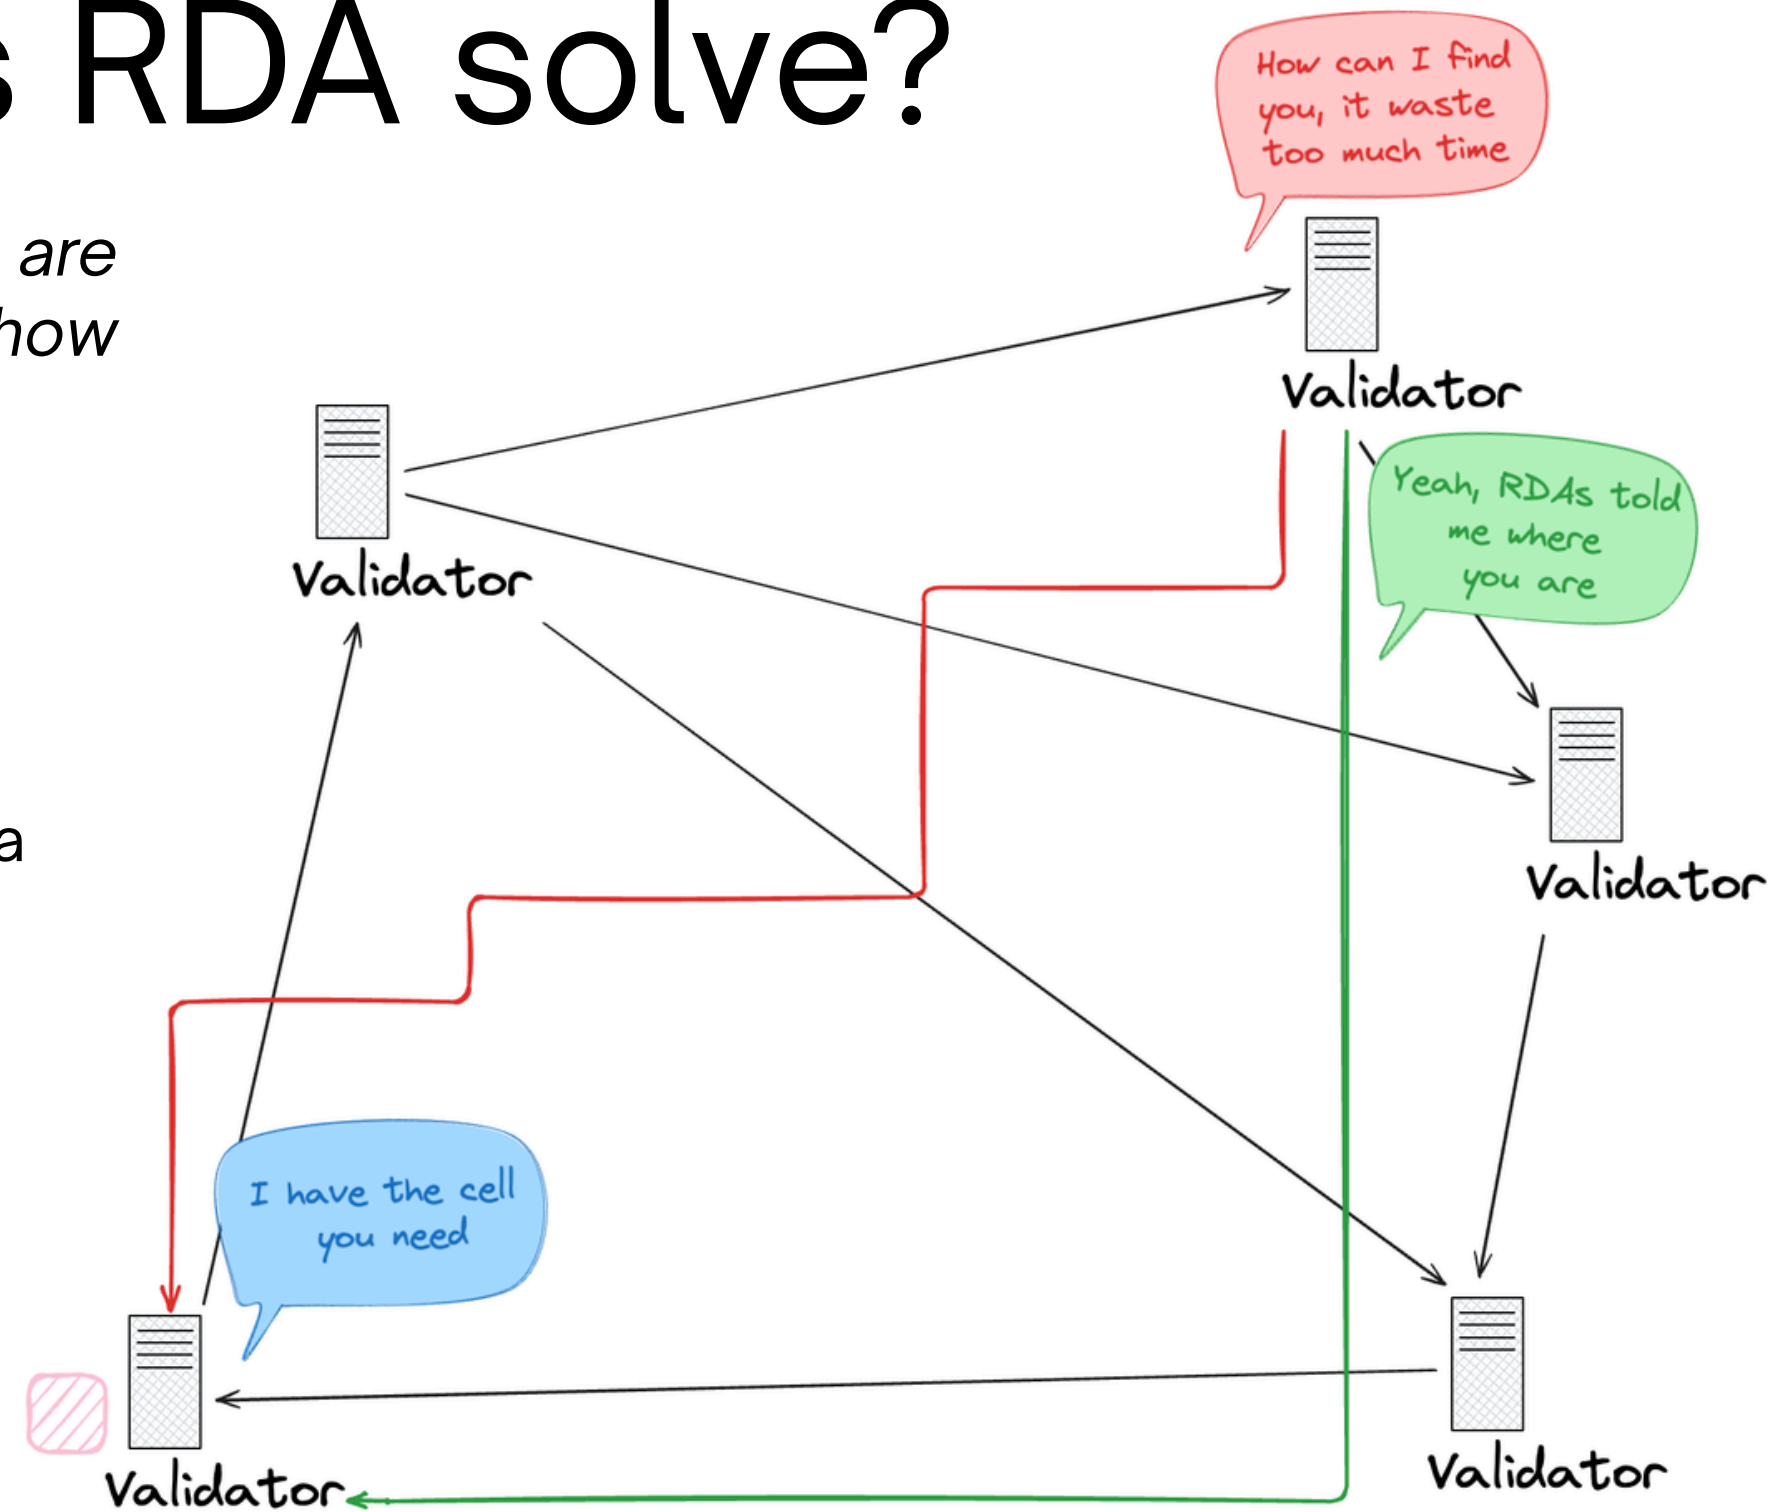 s RDA solve?
are
how
How can I find
you, it waste
too much time
Validator
Validator
Yeah, RDAs told
me where
you are
a
Validator
I have the cell
you need
Validator
Validator